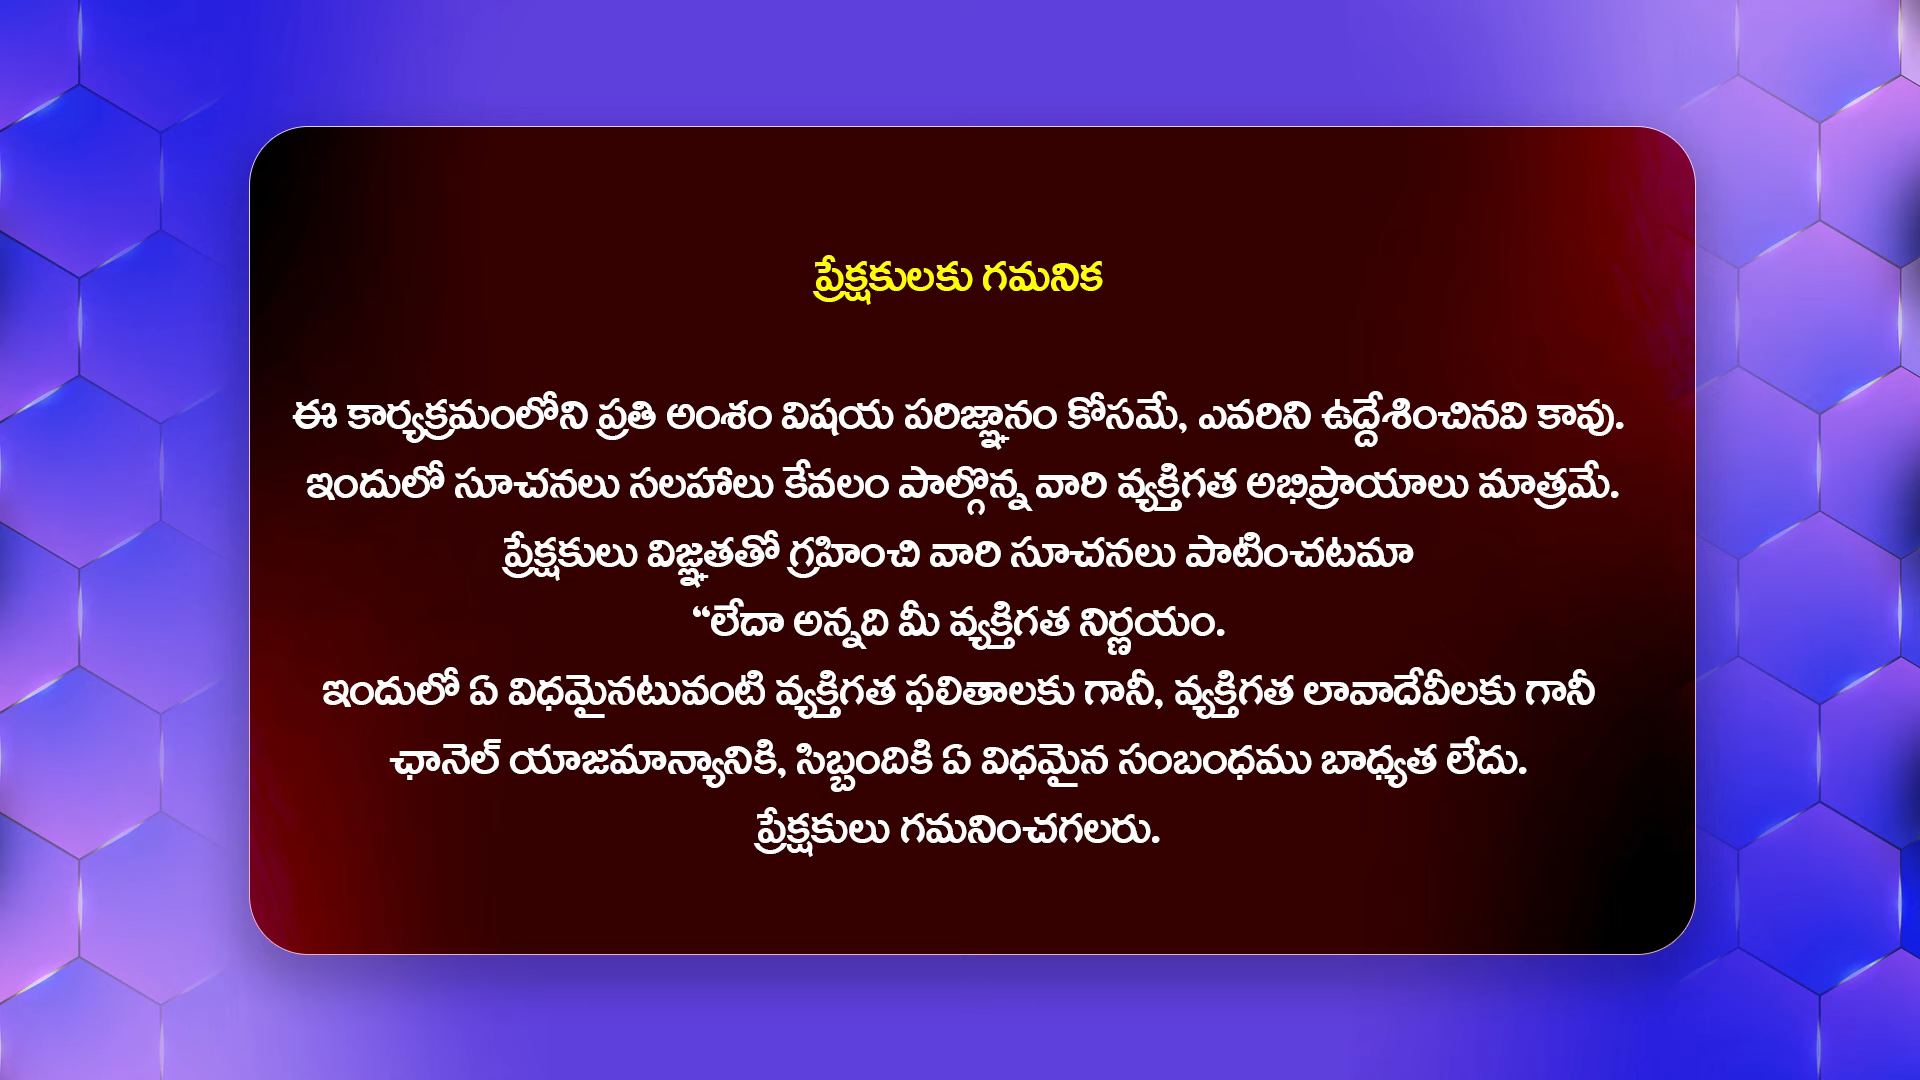 ప్రేక్షకులకు గమనిక
ఈ కార్యక్రమంలోని ప్రతి అంశం విషయ పరిజ్ఞానం కోసమే, ఎవరిని ఉద్దేశించినవి కావు.
ఇందులో సూచనలు సలహాలు కేవలం పాల్గొన్న వారి వ్యక్తిగత అభిప్రాయాలు మాత్రమే.
ప్రేక్షకులు విజ్ఞతతో గ్రహించి వారి సూచనలు పాటించటమా
“లేదా అన్నది మీ వ్యక్తిగత నిర్ణయం.
ఇందులో ఏ విధమైనటువంటి వ్యక్తిగత ఫలితాలకు గానీ, వ్యక్తిగత లావాదేవీలకు గానీ
ఛానెల్ యాజమాన్యానికి, సిబ్బందికి ఏ విధమైన సంబంధము బాధ్యత లేదు.
ప్రేక్షకులు గమనించగలరు.